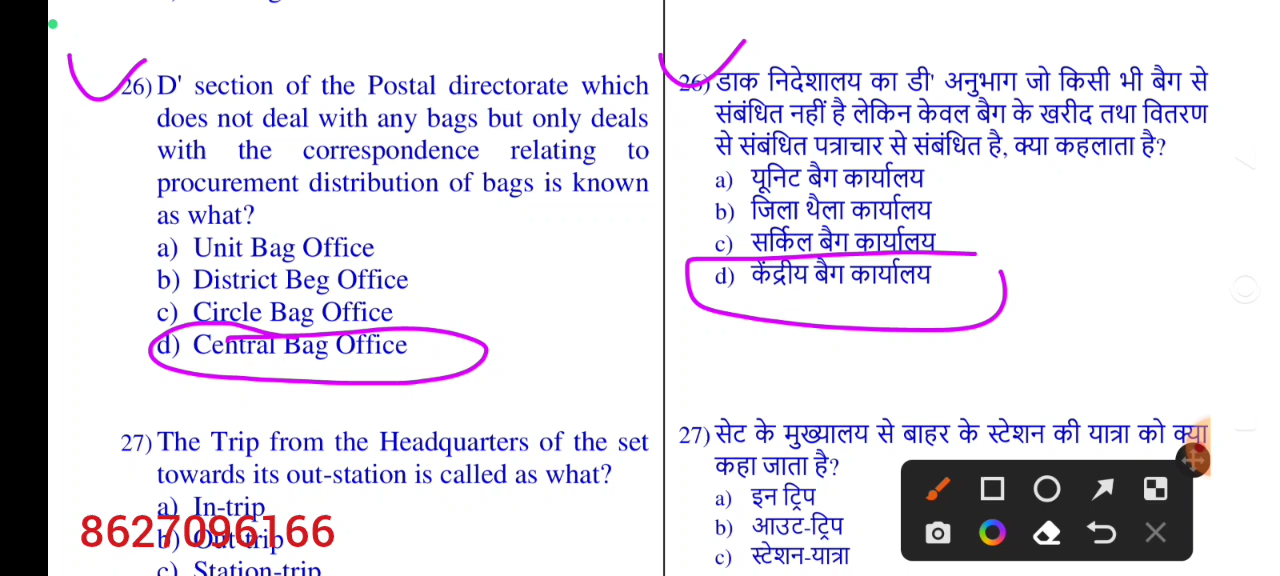 26) D' section of the Postal directorate which
does not deal with any bags but only deals
with the correspondence relating to
procurement distribution of bags is known
as what?
a) Unit Bag Office
b) District Beg Office
c) Circle Bag Office
d) Central Bag Office
27) The Trip from the Headquarters of the set
towards its out-station is called as what?
a) In-trip
b) Out-trip
c) Station-trip
8627096166
26) डाक निदेशालय का डी' अनुभाग जो किसी भी बैग से
संबंधित नहीं है लेकिन केवल बैग के खरीद तथा वितरण
से संबंधित पत्राचार से संबंधित है, क्या कहलाता है?
a) यूनिट बैग कार्यालय
b) जिला थैला कार्यालय
c) सर्किल बैग कार्यालय
d) केंद्रीय बैग कार्यालय
27) सेट के मुख्यालय से बाहर के स्टेशन की यात्रा को क्या
कहा जाता है?
a) इन ट्रिप
b) आउट-ट्रिप
c) स्टेशन-यात्रा